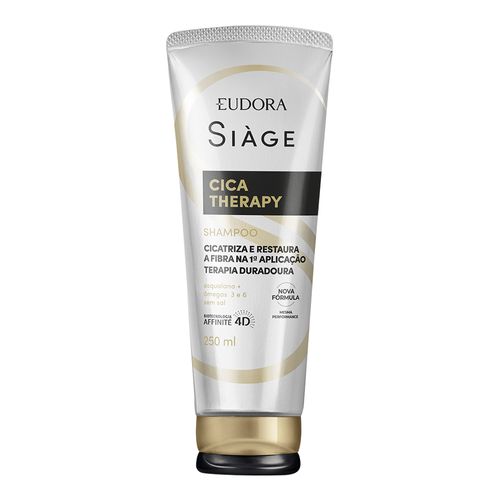 EUDORA
SIÀGE
CICA
THERAPY
SHAMPOO
CICATRIZA E RESTAURA
A FIBRA NA 1ª APLICAÇÃO
TERAPIA DURADOURA
esqualano +
ômegas 3 e 6
sem sal
NOVA
FÓRMULA
MESMA
PERFORMANCE
BIOTECNOLOGIA
AFFINITÉ 4D
250 ml